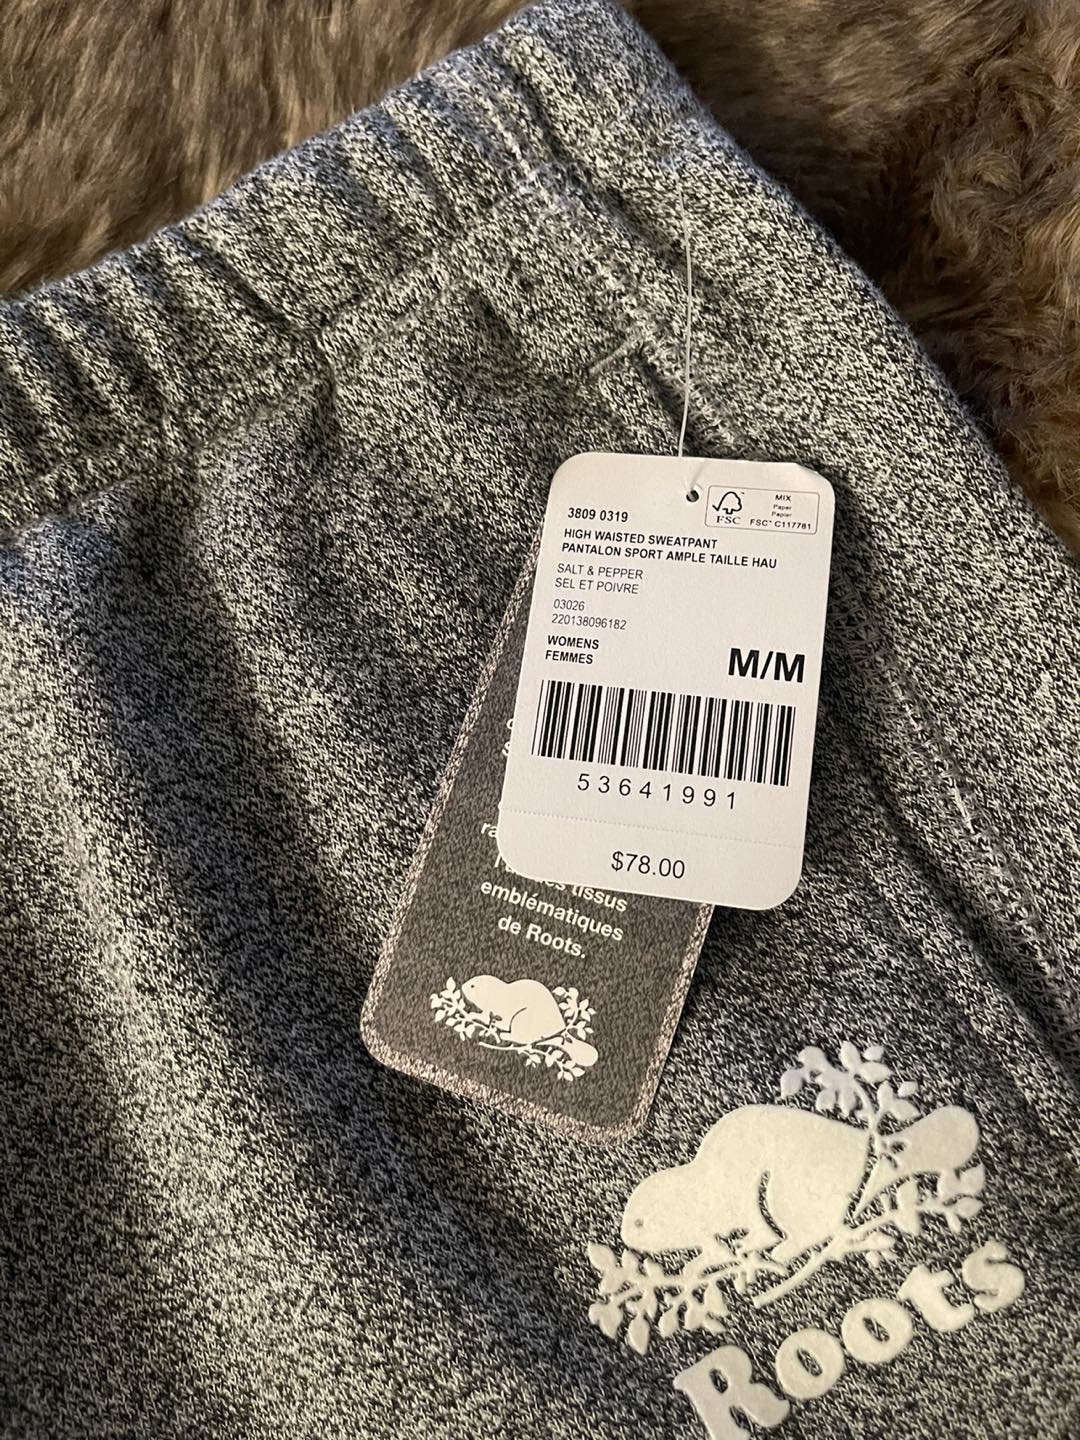 3809 0319
FSC
MIX
Paper
Papier
FSC® C117781
HIGH WAISTED SWEATPANT
PANTALON SPORT AMPLE TAILLE HAU
SALT & PEPPER
SEL ET POIVRE
03026
220138096182
WOMENS
FEMMES
M/M
53641991
$78.00
tissus
emblématiques
de Roots.
Roots